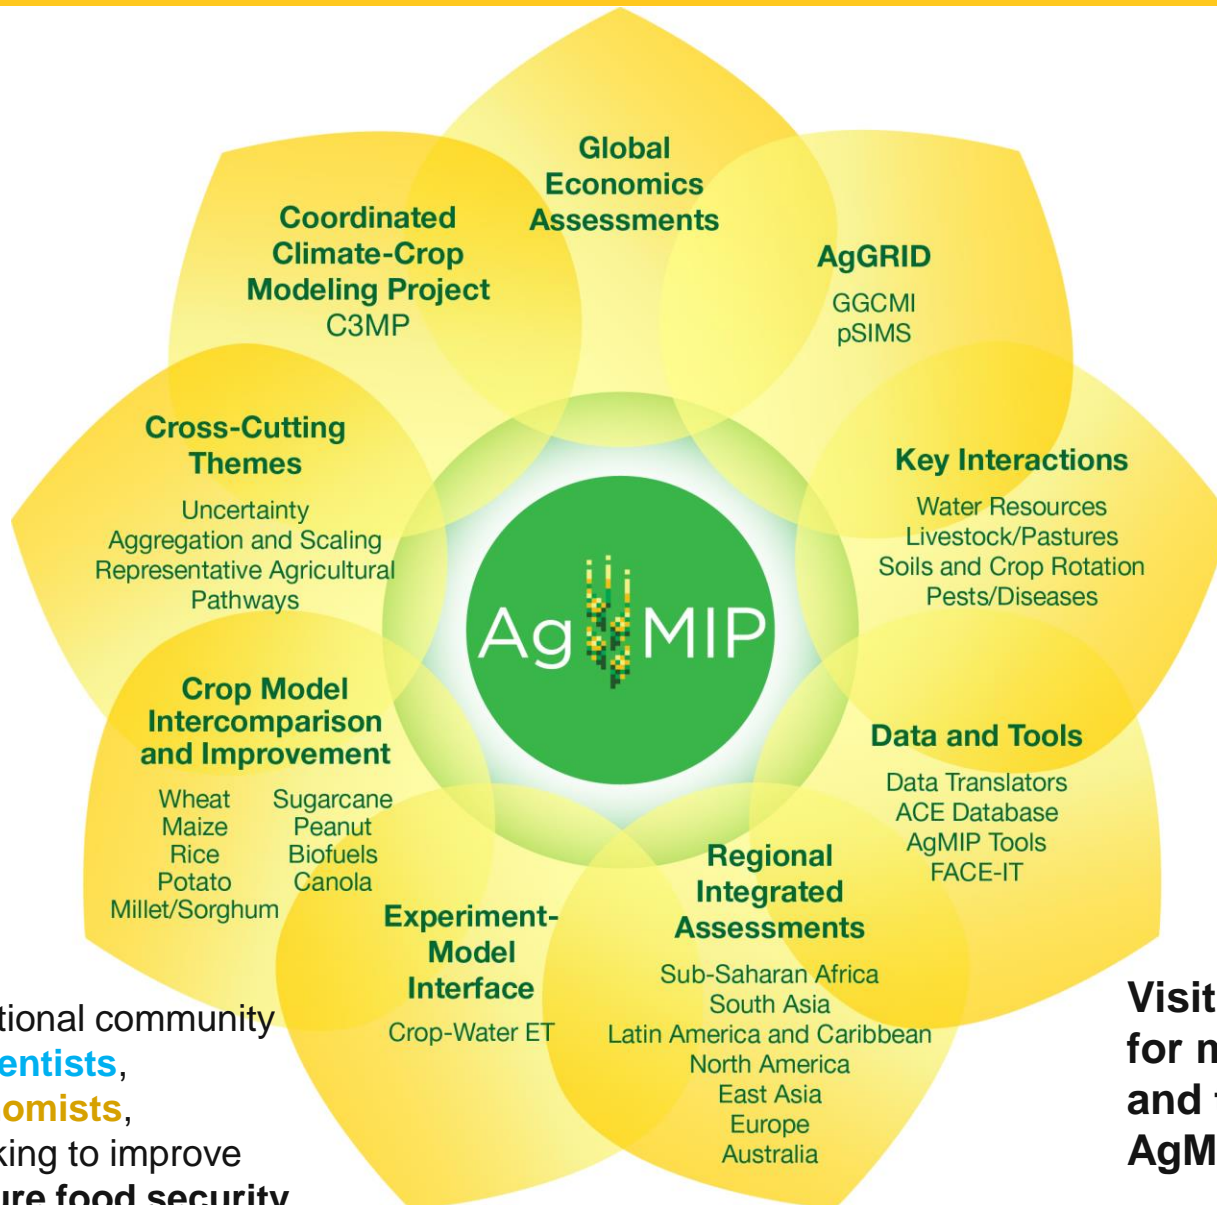 Global
Economics
Assessments
Coordinated
Climate-Crop
Modeling Project
C3MP
AgGRID
GGCMI
pSIMS
Cross-Cutting
Themes
Uncertainty
Aggregation and Scaling
Representative Agricultural
Pathways
Key Interactions
Water Resources
Livestock/Pastures
Soils and Crop Rotation
Pests/Diseases
AgMIP
Crop Model
Intercomparison
and Improvement
Wheat
Maize
Rice
Potato
Millet/Sorghum
Sugarcane
Peanut
Biofuels
Canola
Data and Tools
Data Translators
ACE Database
AgMIP Tools
FACE-IT
Experiment-
Model
Interface
Crop-Water ET
Regional
Integrated
Assessments
Sub-Saharan Africa
South Asia
Latin America and Caribbean
North America
East Asia
Europe
Australia
tional community
entists,
omists,
king to improve
ure food security
Visit
for m
and
AgM